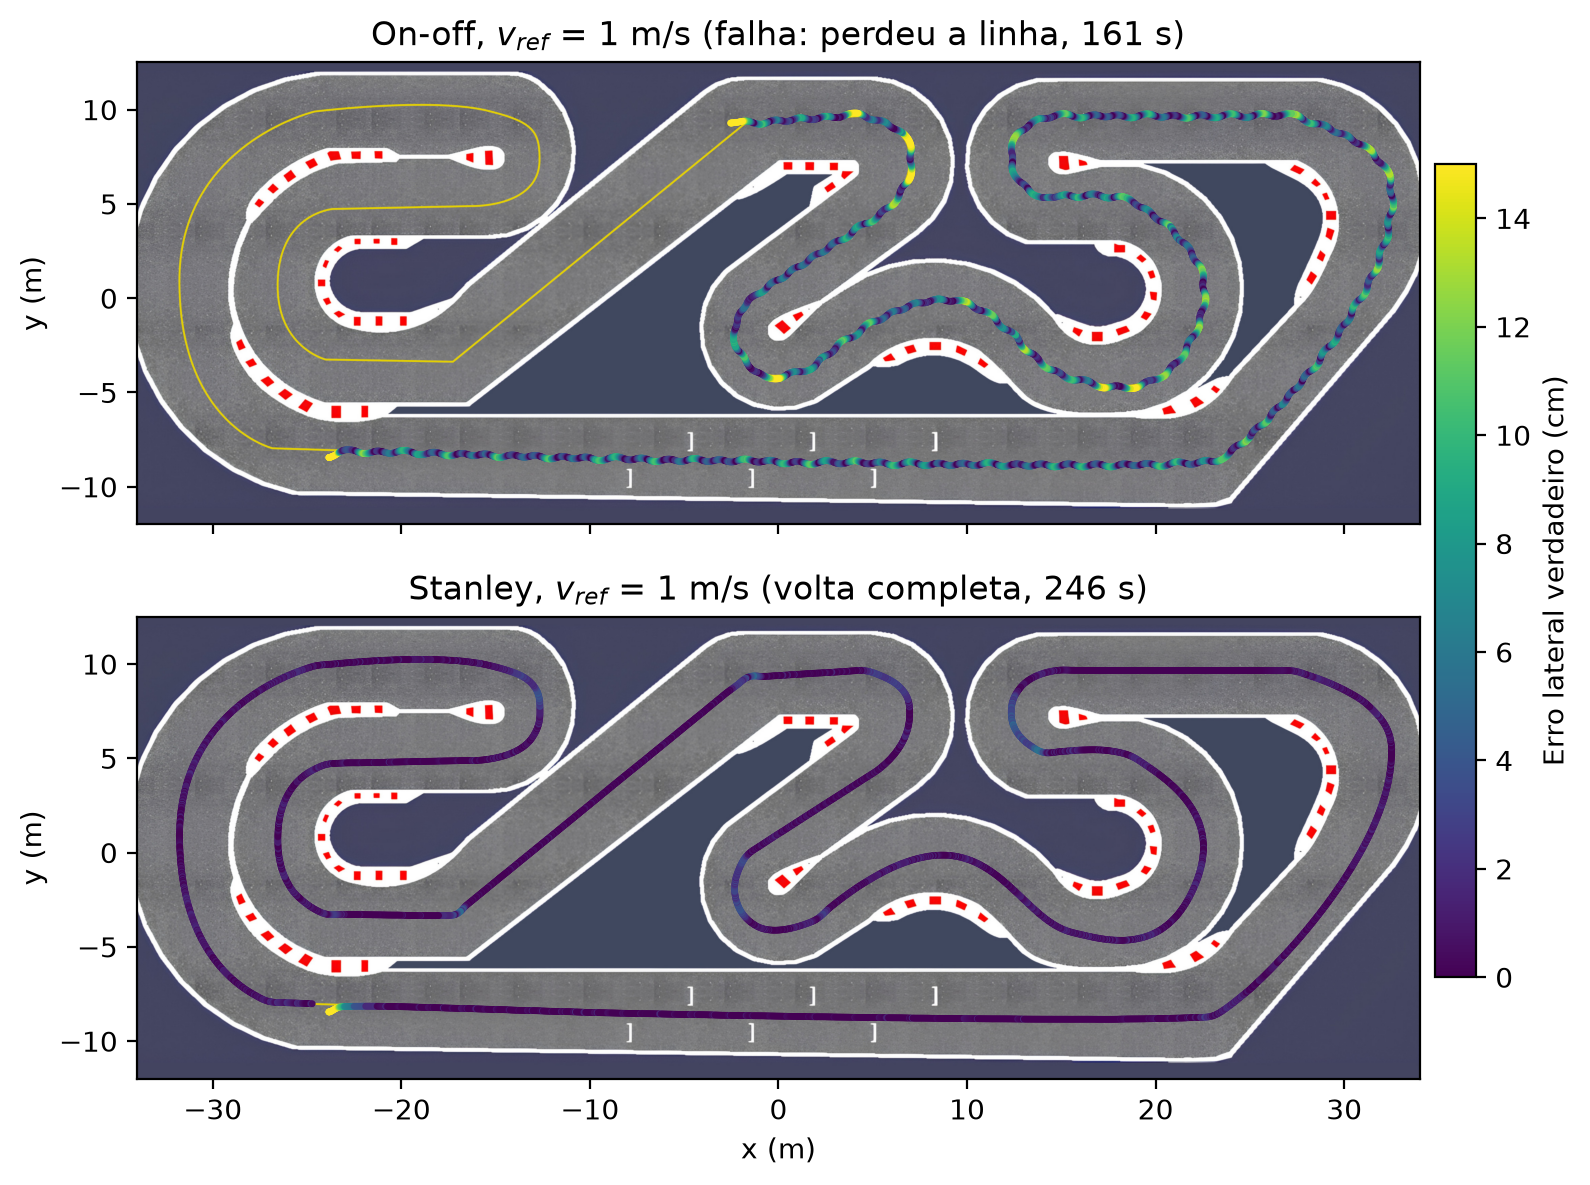 On-off, v_ref = 1 m/s (falha: perdeu a linha, 161 s)
y (m)
10
5
0
−5
−10
Stanley, v_ref = 1 m/s (volta completa, 246 s)
y (m)
10
5
0
−5
−10
−30 −20 −10 0 10 20 30
x (m)
14
12
10
8
6
4
2
0
Erro lateral verdadeiro (cm)